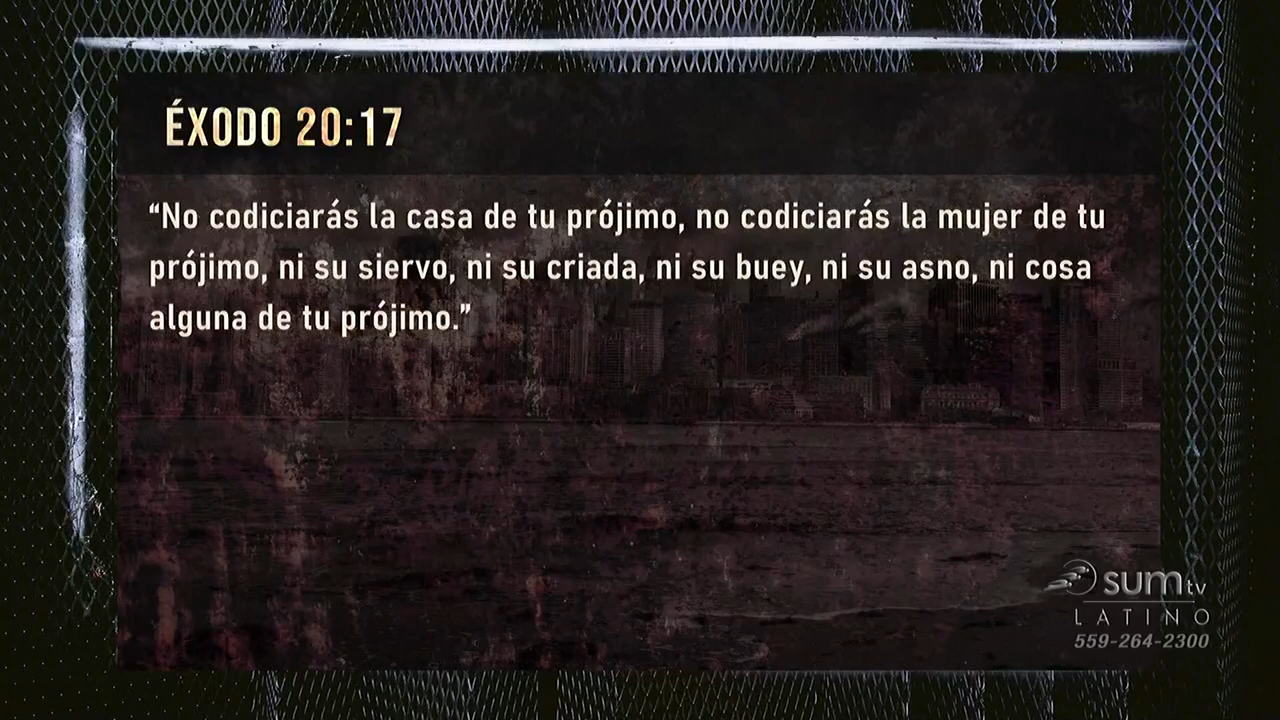 ÉXODO 20:17
“No codiciarás la casa de tu prójimo, no codiciarás la mujer de tu
prójimo, ni su siervo, ni su criada, ni su buey, ni su asno, ni cosa
alguna de tu prójimo.”
sumtv
LATINO
559-264-2300